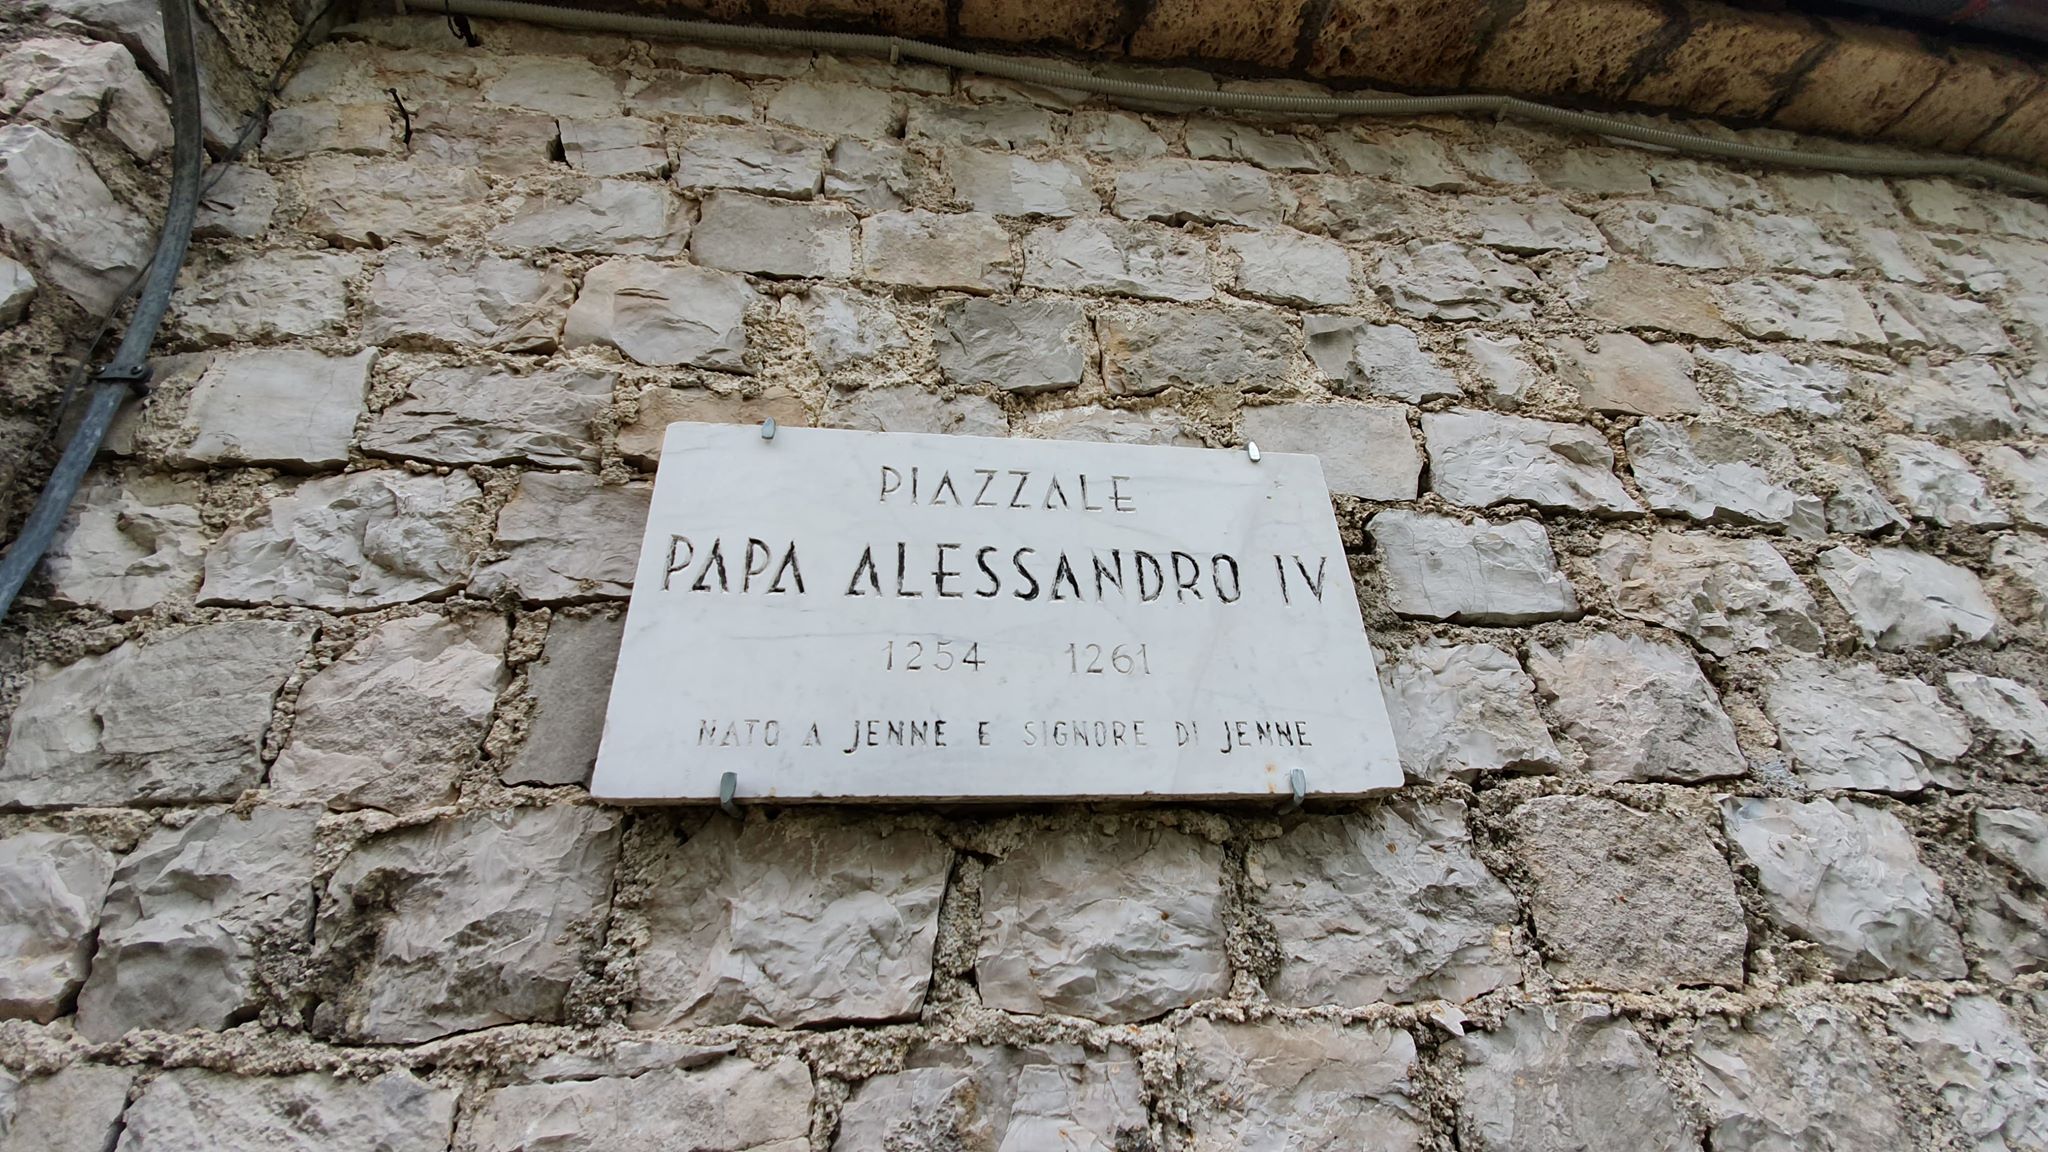 PIAZZALE
PAPA ALESSANDRO IV
1254 1261
NATO A JENNE E SIGNORE DI JENNE